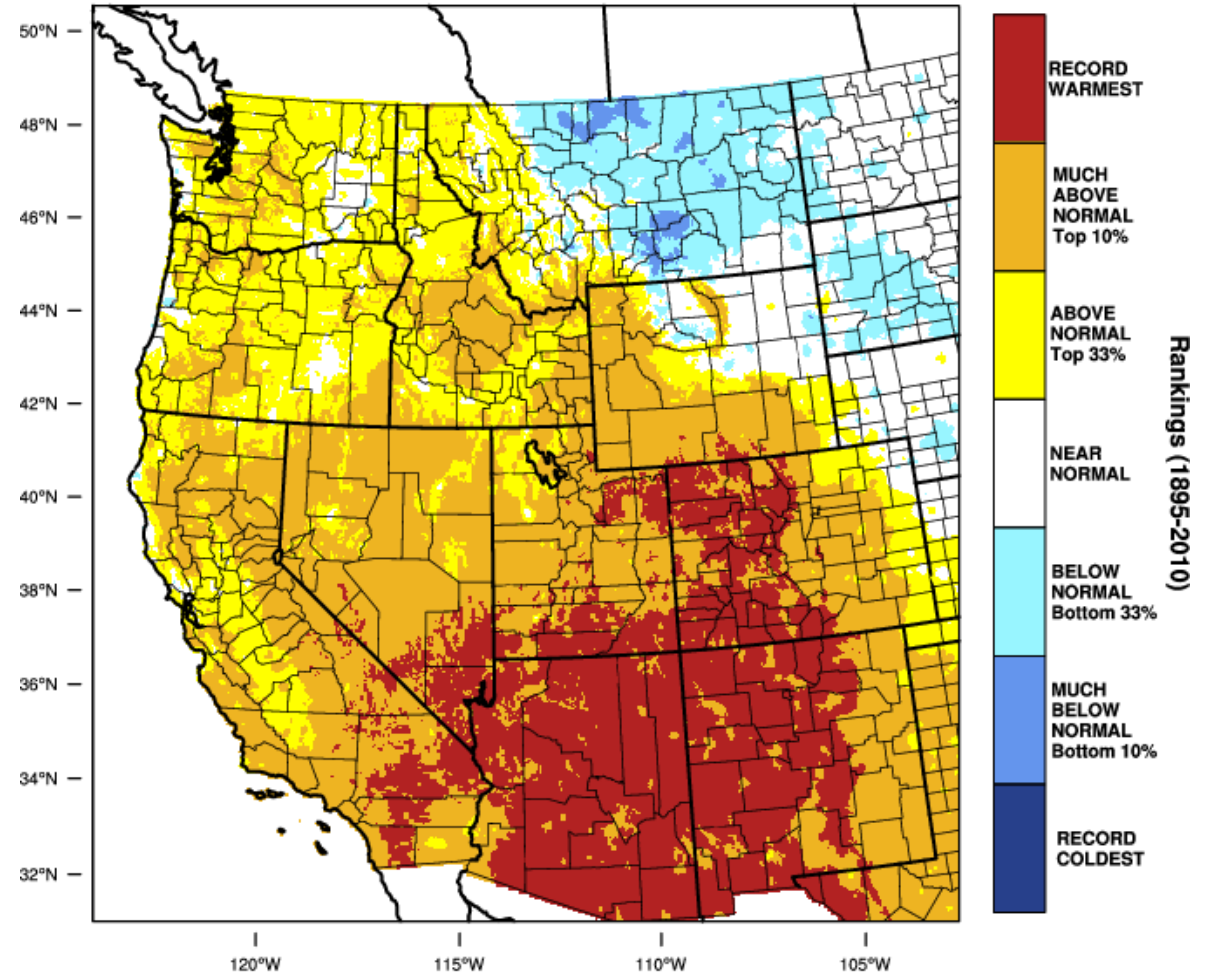 50°N
48°N
46°N
44°N
42°N
40°N
38°N
36°N
34°N
32°N
120°W
115°W
110°W
105°W
RECORD
WARMEST
MUCH
ABOVE
NORMAL
Top 10%
ABOVE
NORMAL
Top 33%
NEAR
NORMAL
BELOW
NORMAL
Bottom 33%
MUCH
BELOW
NORMAL
Bottom 10%
RECORD
COLDEST
Rankings (1895-2010)